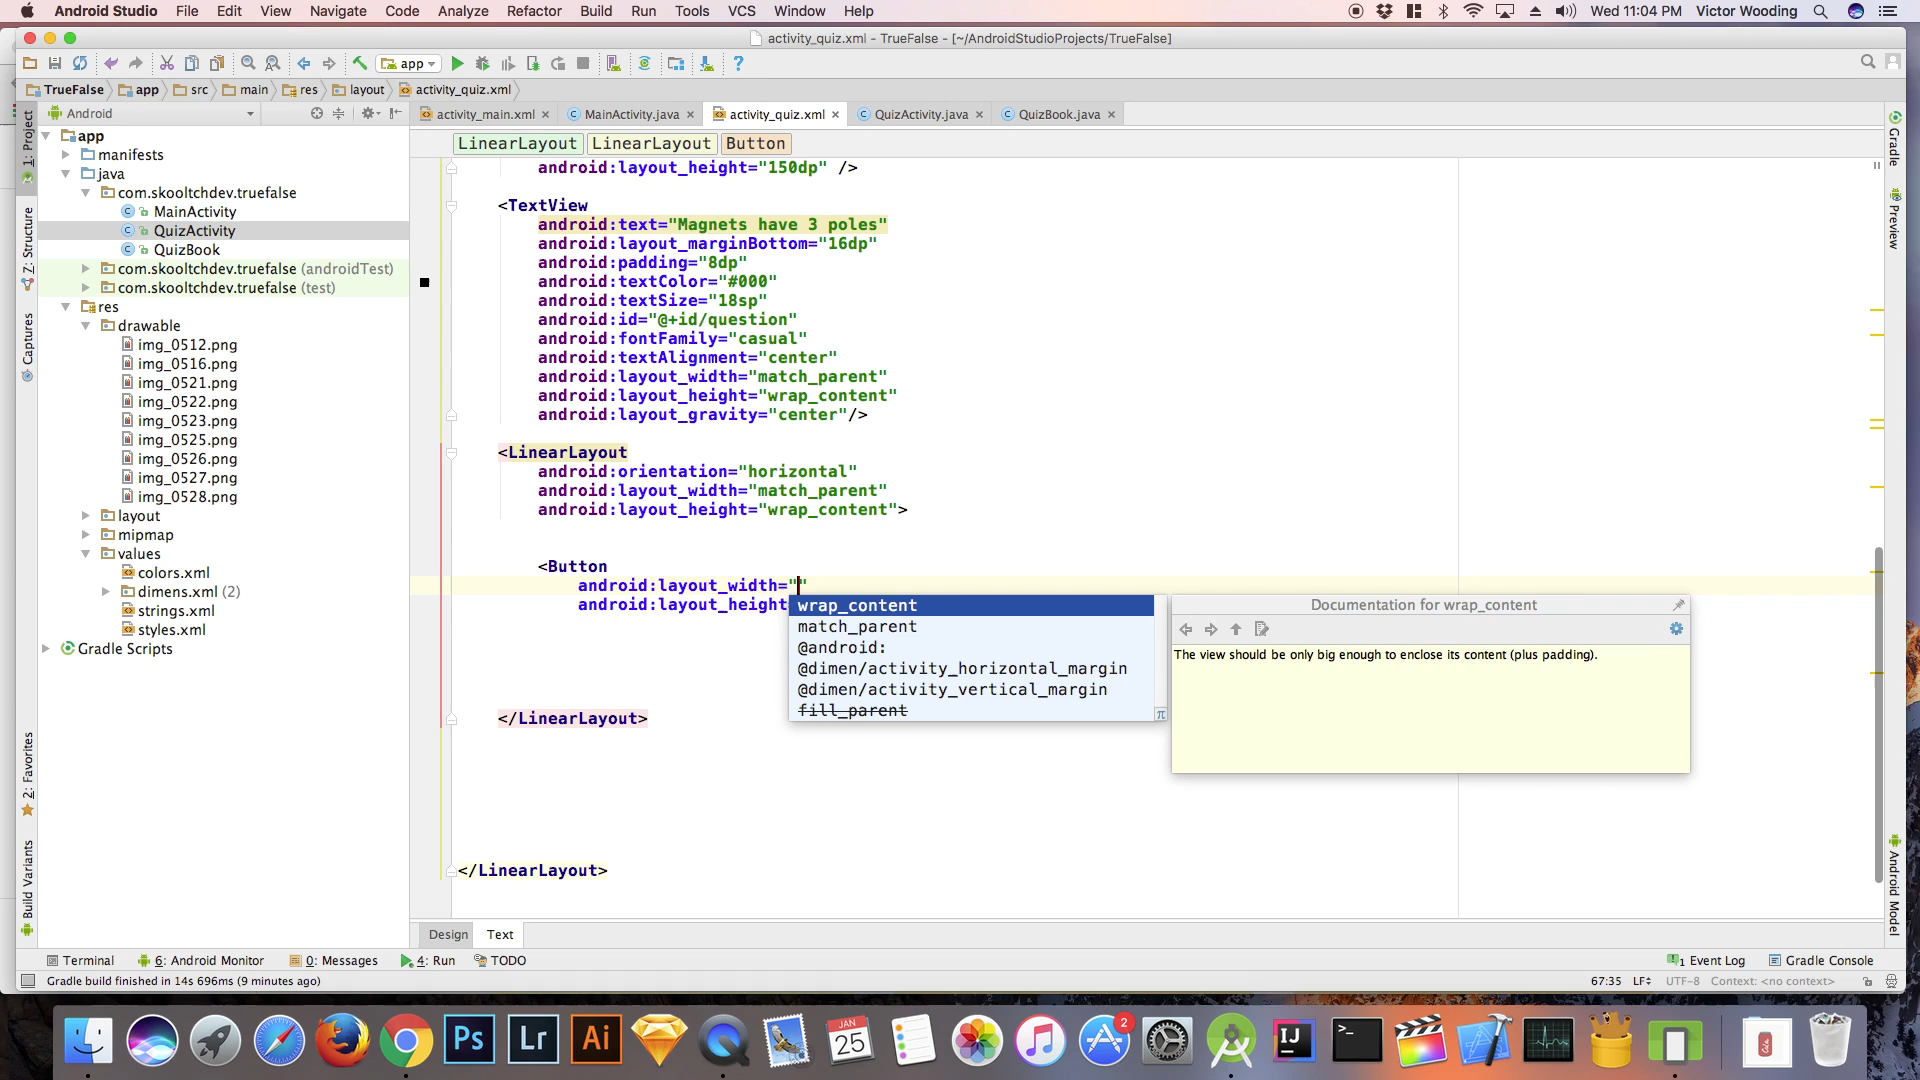 Android Studio File Edit View Navigate Code Analyze Refactor Build Run Tools VCS Window Help Wed 11:04 PM Victor Wooding
activity_quiz.xml - TrueFalse - [~/AndroidStudioProjects/TrueFalse]
app
TrueFalse app src main res layout activity_quiz.xml
Android
activity_main.xml MainActivity.java activity_quiz.xml QuizActivity.java QuizBook.java
LinearLayout LinearLayout Button
1: Project
Z: Structure
Captures
2: Favorites
Build Variants
app
manifests
java
com.skooltchdev.truefalse
MainActivity
QuizActivity
QuizBook
com.skooltchdev.truefalse (androidTest)
com.skooltchdev.truefalse (test)
res
drawable
img_0512.png
img_0516.png
img_0521.png
img_0522.png
img_0523.png
img_0525.png
img_0526.png
img_0527.png
img_0528.png
layout
mipmap
values
colors.xml
dimens.xml (2)
strings.xml
styles.xml
Gradle Scripts
android:layout_height="150dp" />
<TextView
android:text="Magnets have 3 poles"
android:layout_marginBottom="16dp"
android:padding="8dp"
android:textColor="#000"
android:textSize="18sp"
android:id="@+id/question"
android:fontFamily="casual"
android:textAlignment="center"
android:layout_width="match_parent"
android:layout_height="wrap_content"
android:layout_gravity="center"/>
<LinearLayout
android:orientation="horizontal"
android:layout_width="match_parent"
android:layout_height="wrap_content">
<Button
android:layout_width=""
android:layout_height
wrap_content
match_parent
@android:
@dimen/activity_horizontal_margin
@dimen/activity_vertical_margin
fill_parent
π
Documentation for wrap_content
The view should be only big enough to enclose its content (plus padding).
</LinearLayout>
</LinearLayout>
Gradle
Preview
Android Model
Design Text
Terminal 6: Android Monitor 0: Messages 4: Run TODO 1 Event Log Gradle Console
Gradle build finished in 14s 696ms (9 minutes ago) 67:35 LF UTF-8 Context: <no context>
Ps Lr Ai JAN 25 2 IJ >_